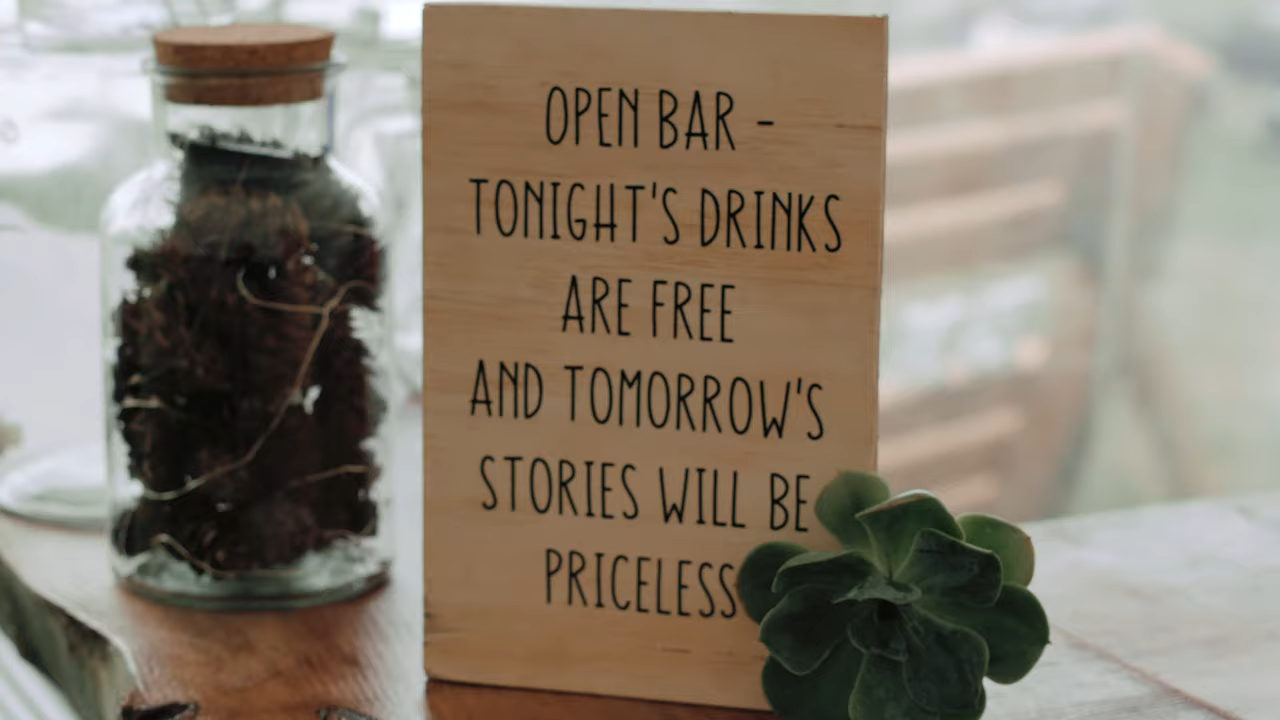 OPEN BAR -
TONIGHT'S DRINKS
ARE FREE
AND TOMORROW'S
STORIES WILL BE
PRICELESS